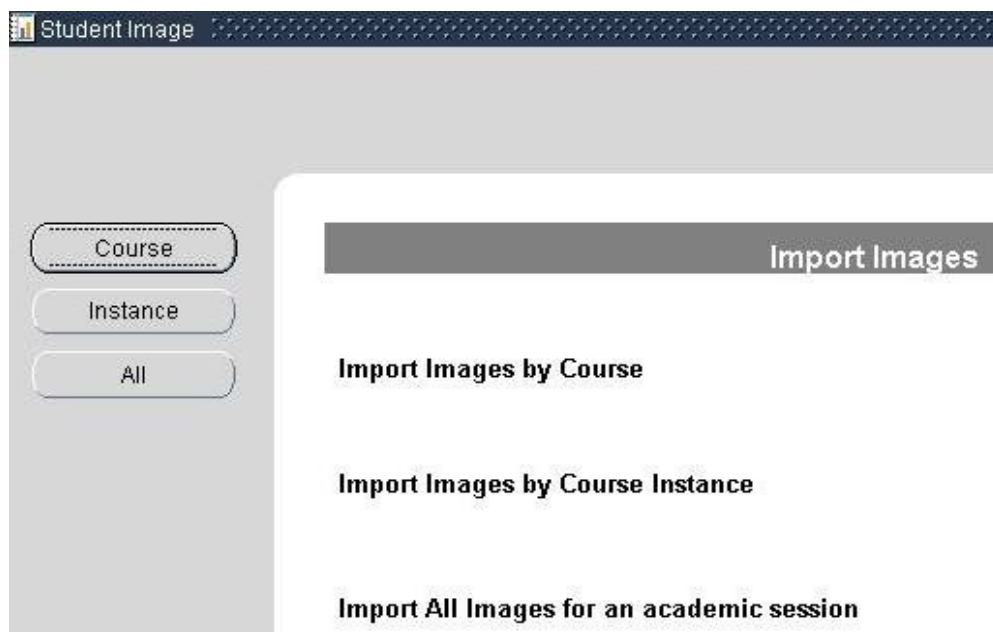 Student Image
Course
Instance
All
Import Images
Import Images by Course
Import Images by Course Instance
Import All Images for an academic session